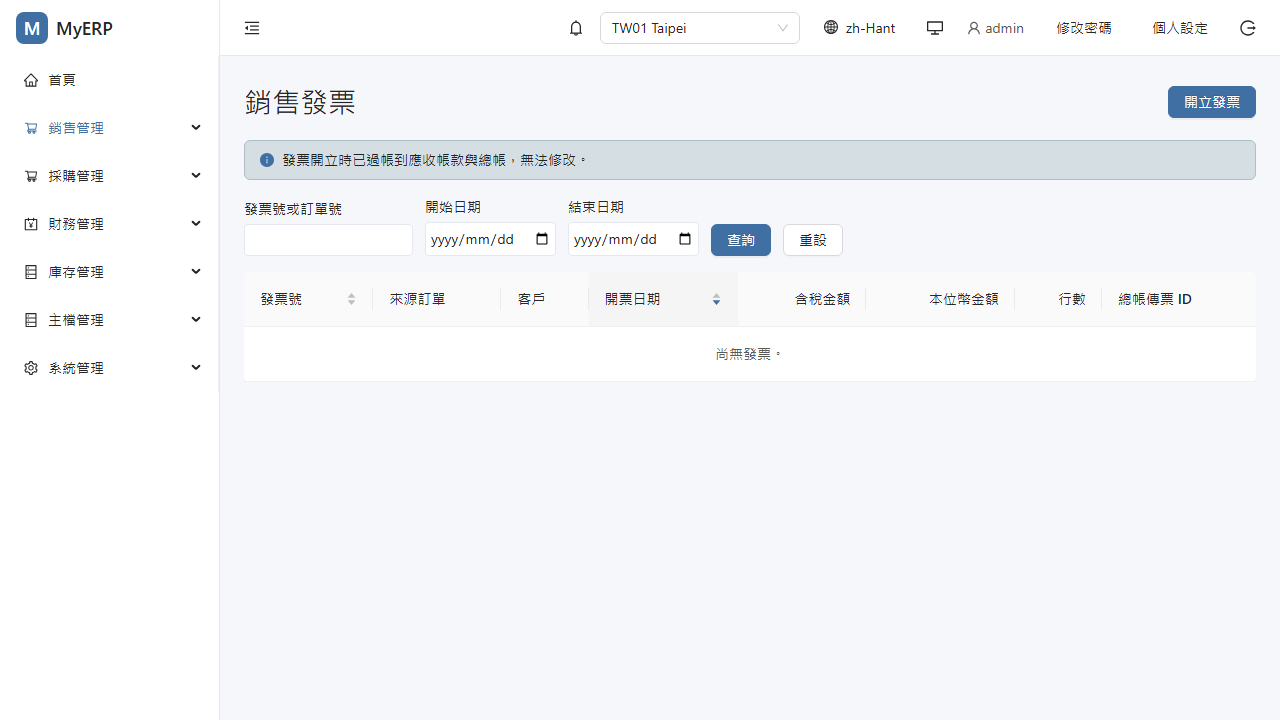 M MyERP
TW01 Taipei
zh-Hant
admin
修改密碼
個人設定
首頁
銷售管理
採購管理
財務管理
庫存管理
主檔管理
系統管理
銷售發票
開立發票
發票開立時已過帳到應收帳款與總帳，無法修改。
發票號或訂單號
開始日期
結束日期
yyyy/mm/dd
yyyy/mm/dd
查詢
重設
發票號 來源訂單 客戶 開票日期 含稅金額 本位幣金額 行數 總帳傳票 ID
尚無發票。